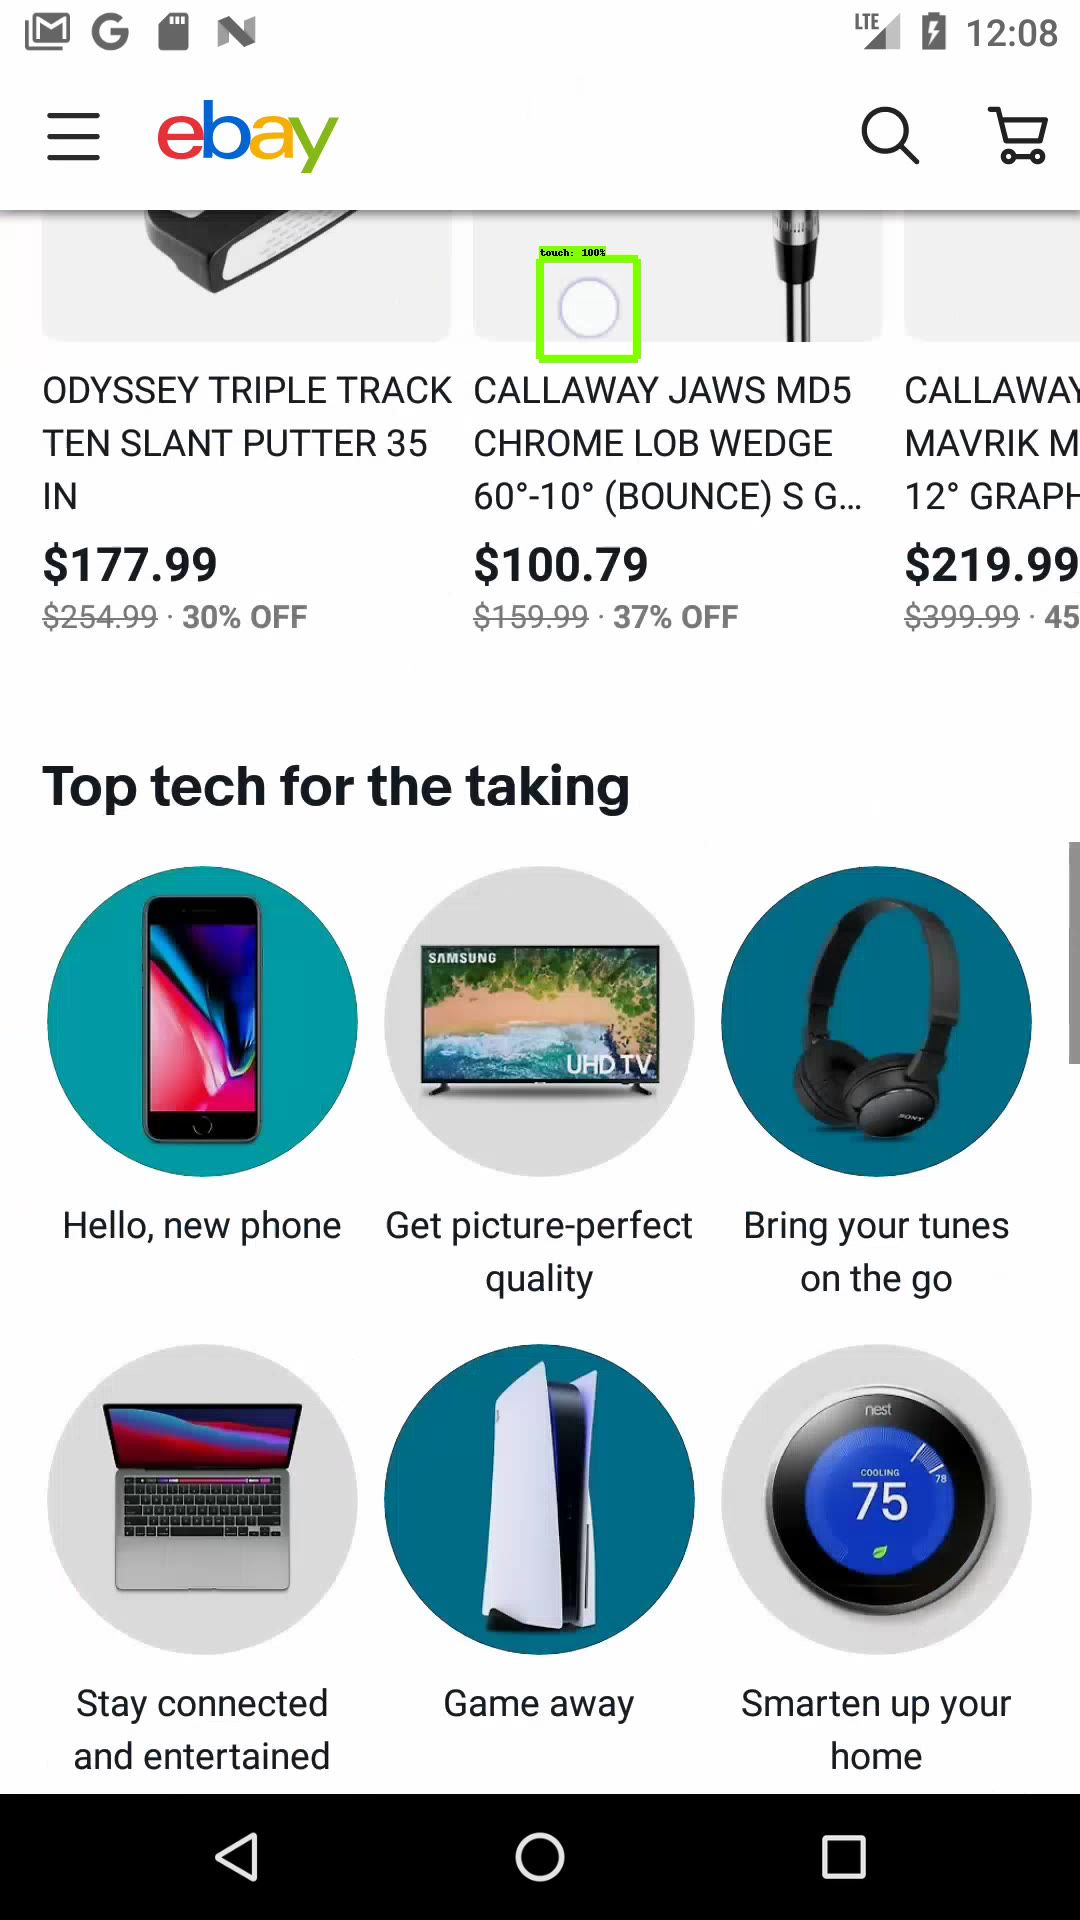 LTE 12:08
ebay
touch: 100%
ODYSSEY TRIPLE TRACK
TEN SLANT PUTTER 35
IN
$177.99
$254.99 · 30% OFF
CALLAWAY JAWS MD5
CHROME LOB WEDGE
60°-10° (BOUNCE) S G...
$100.79
$159.99 · 37% OFF
CALLAWAY
MAVRIK M
12° GRAPH
$219.99
$399.99 · 45
Top tech for the taking
SAMSUNG
UHD TV
SONY
Hello, new phone
Get picture-perfect
quality
Bring your tunes
on the go
nest
COOLING
75
78
Stay connected
and entertained
Game away
Smarten up your
home